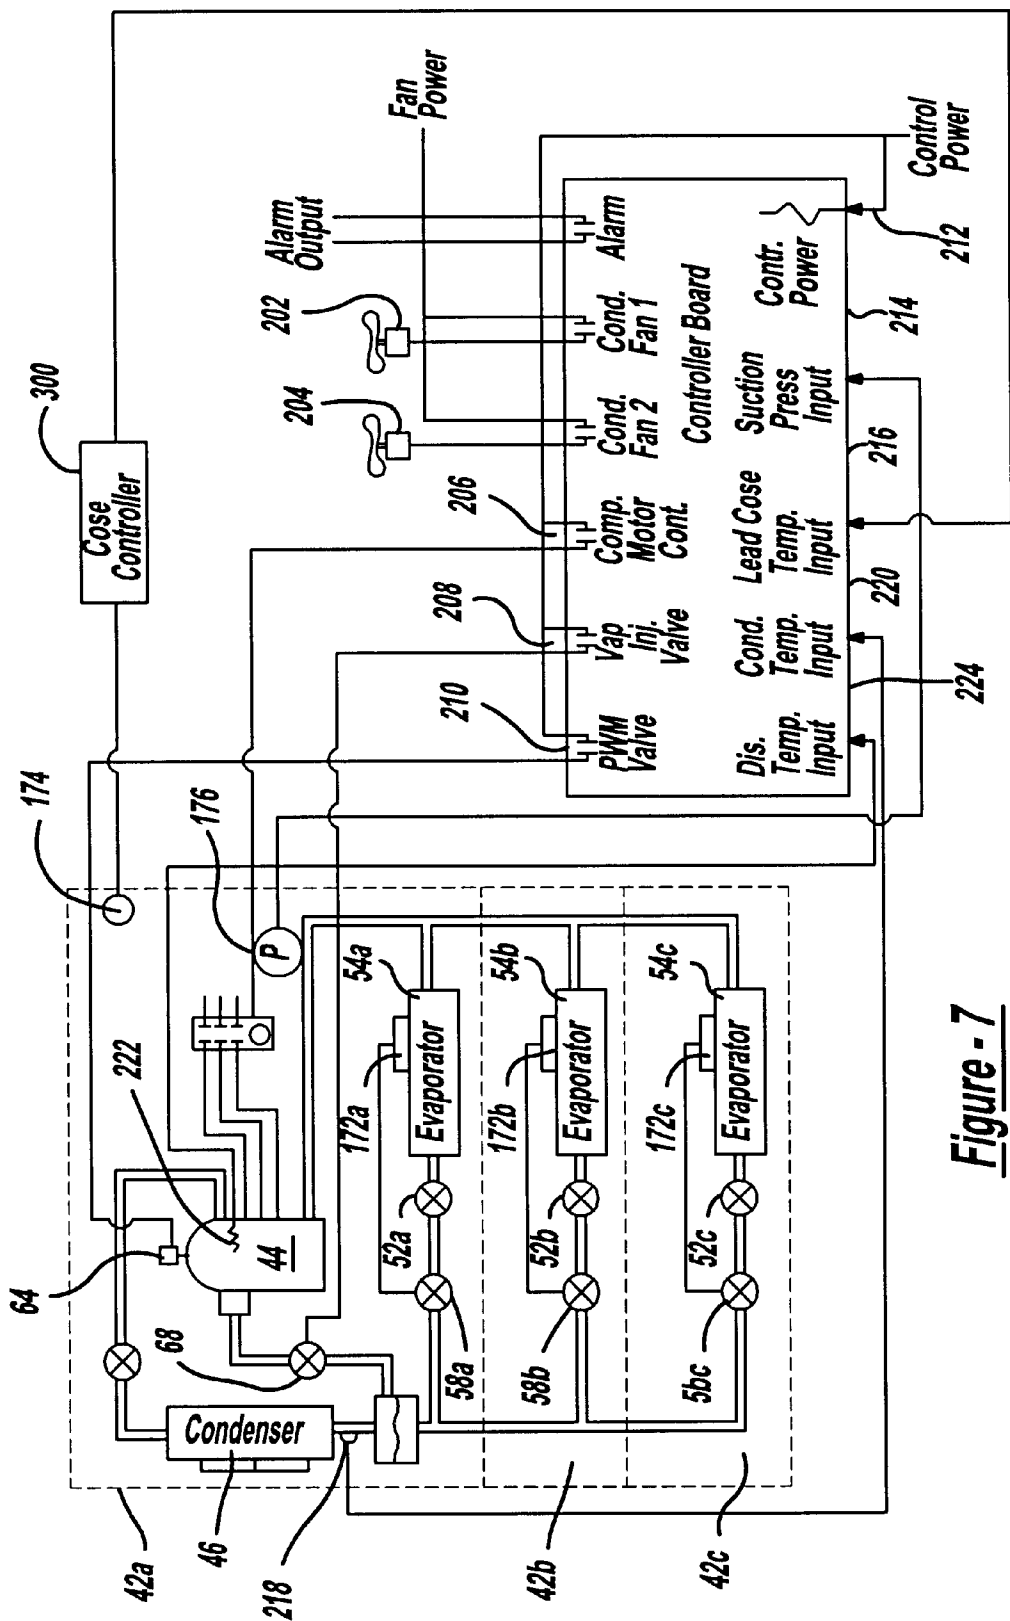 300
Cose
Controller
Fan
Power
Alarm
Output
202
204
206
208
210
174
176
222
64
68
44
Condenser
46
218
42a
42b
42c
P
172a
54a
Evaporator
52a
58a
172b
54b
Evaporator
52b
58b
172c
54c
Evaporator
52c
5bc
PWM
Valve
Vap
Inj.
Valve
Comp.
Motor
Cont.
Cond.
Fan 2
Cond.
Fan 1
Alarm
Controller Board
Dis.
Temp.
Input
Cond.
Temp.
Input
Lead Cose
Temp.
Input
Suction
Press
Input
Contr.
Power
224
220
216
214
212
Control
Power
Figure - 7